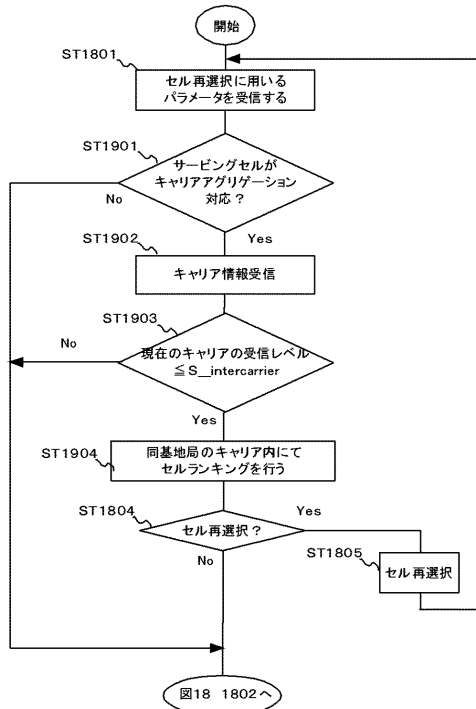 開始
ST1801
セル再選択に用いる
パラメータを受信する
ST1901
サービングセルが
キャリアアグリゲーション
対応？
No
Yes
ST1902
キャリア情報受信
ST1903
No
現在のキャリアの受信レベル
≦S_intercarrier
Yes
ST1904
同基地局のキャリア内にて
セルランキングを行う
ST1804
セル再選択？
Yes
No
ST1805
セル再選択
図18 1802へ